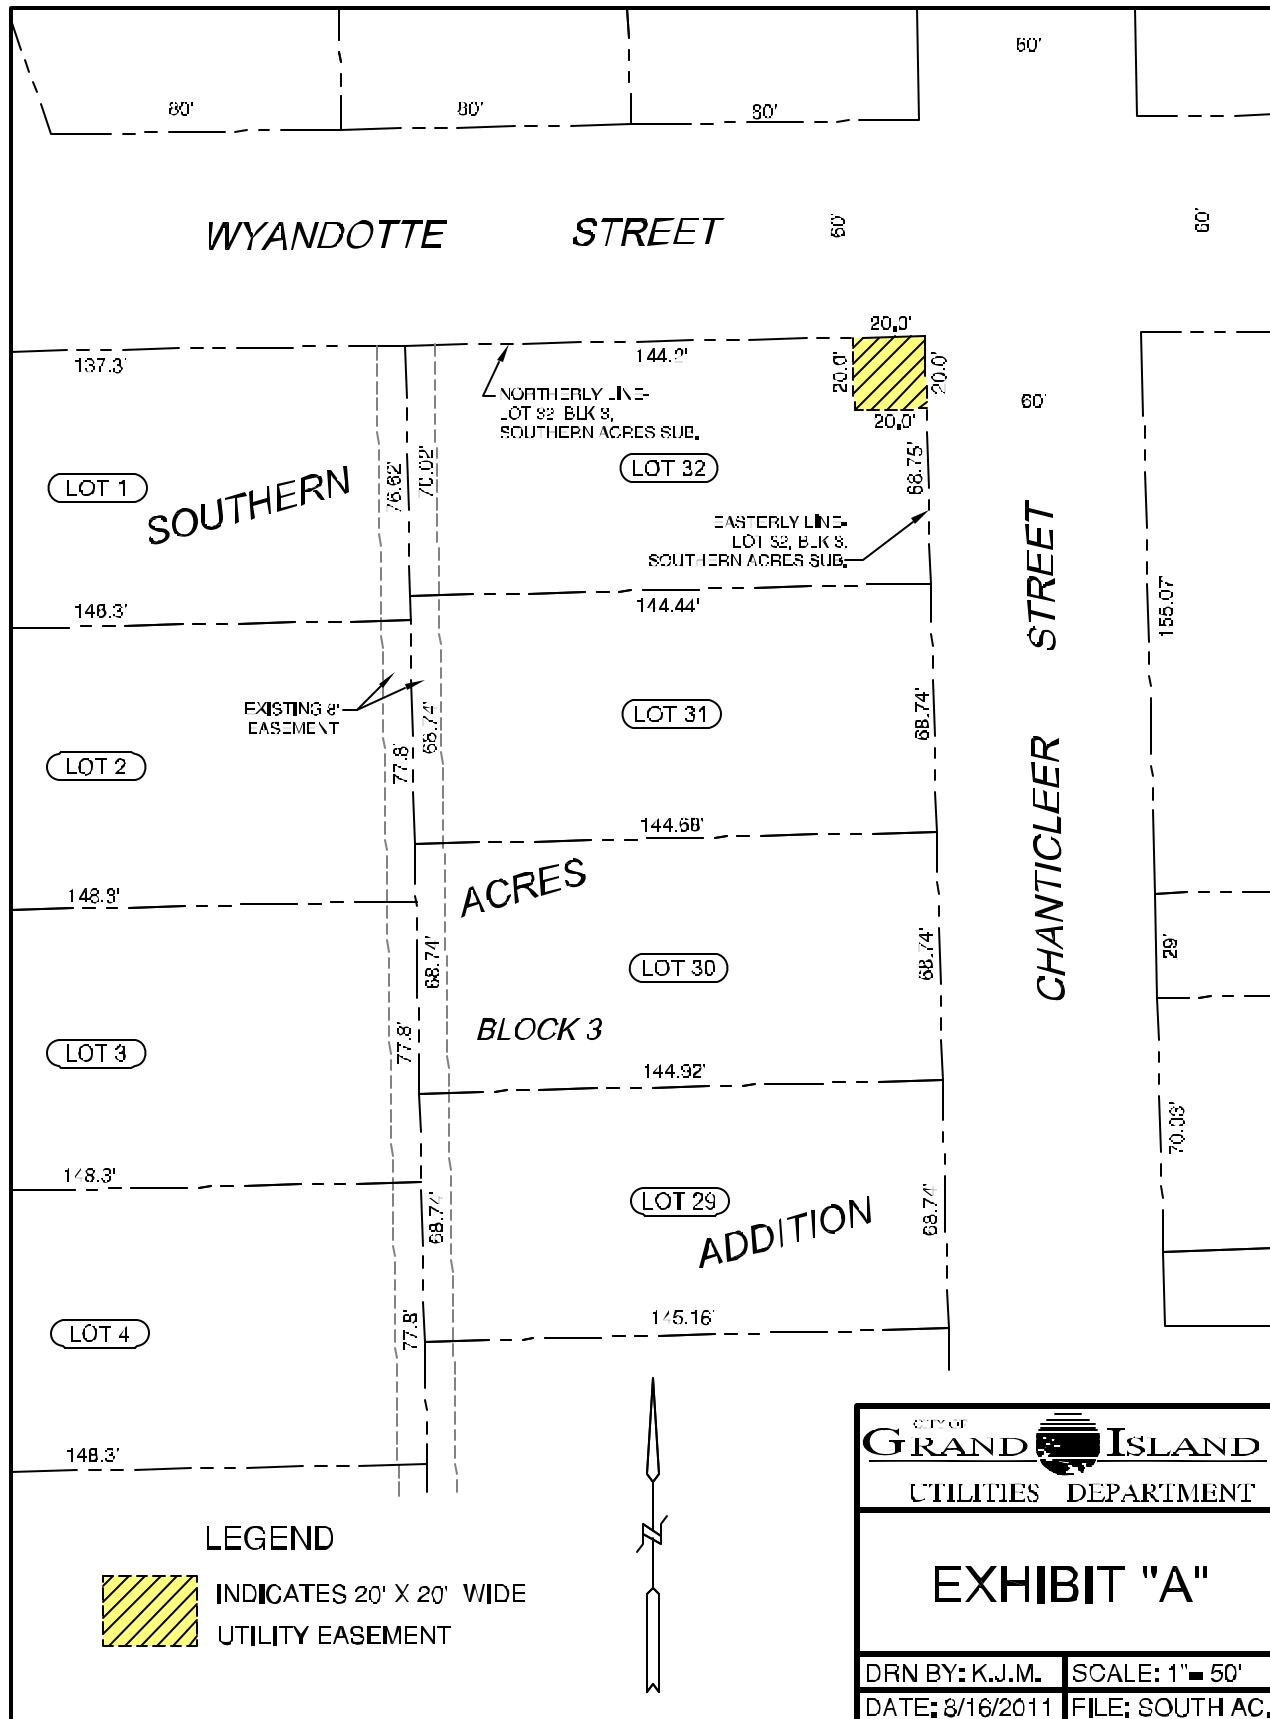 60'
80'
80'
80'
WYANDOTTE STREET
60'
60'
20.0'
137.3'
144.2'
20.0'
20.0'
NORTHERLY LINE-
LOT 32, BLK 3,
SOUTHERN ACRES SUB.
20.0'
60'
LOT 1
SOUTHERN
76.62'
70.02'
LOT 32
68.75'
EASTERLY LINE-
LOT 32, BLK 3,
SOUTHERN ACRES SUB.
144.44'
155.07'
EXISTING 8'
EASEMENT
77.8'
68.74'
LOT 31
68.74'
CHANTICLEER STREET
LOT 2
144.68'
148.3'
ACRES
68.74'
LOT 30
68.74'
29'
LOT 3
77.8'
BLOCK 3
144.92'
148.3'
70.03'
68.74'
LOT 29
68.74'
ADDITION
LOT 4
77.8'
145.16'
148.3'
CITY OF
GRAND ISLAND
UTILITIES DEPARTMENT
LEGEND
INDICATES 20' X 20' WIDE
UTILITY EASEMENT
EXHIBIT "A"
DRN BY: K.J.M.
SCALE: 1"= 50'
DATE: 8/16/2011
FILE: SOUTH AC.